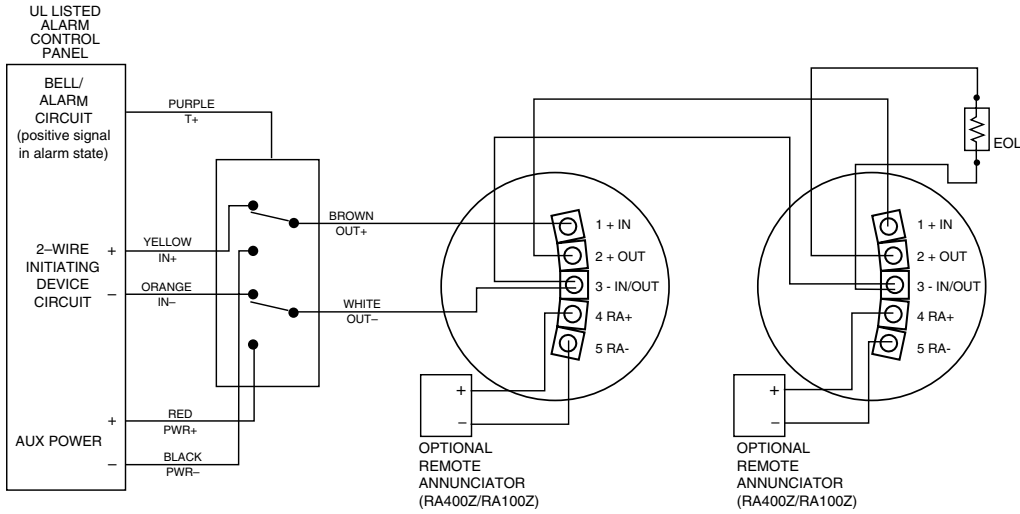 UL LISTED
ALARM
CONTROL
PANEL
BELL/
ALARM
CIRCUIT
(positive signal
in alarm state)
PURPLE
T+
2–WIRE
INITIATING
DEVICE
CIRCUIT
+
–
YELLOW
IN+
ORANGE
IN–
BROWN
OUT+
WHITE
OUT–
AUX POWER
+
–
RED
PWR+
BLACK
PWR–
1 + IN
2 + OUT
3 - IN/OUT
4 RA+
5 RA-
+
–
OPTIONAL
REMOTE
ANNUNCIATOR
(RA400Z/RA100Z)
1 + IN
2 + OUT
3 - IN/OUT
4 RA+
5 RA-
+
–
OPTIONAL
REMOTE
ANNUNCIATOR
(RA400Z/RA100Z)
EOL